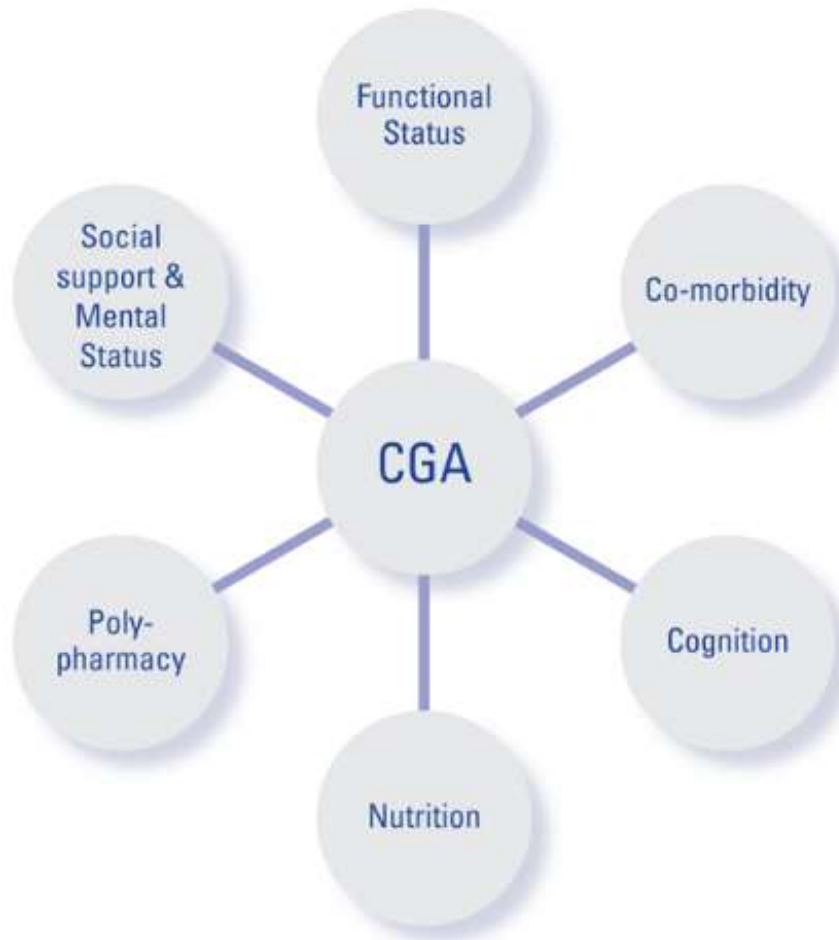 Functional
Status
Social
support &
Mental
Status
Co-morbidity
CGA
Poly-
pharmacy
Cognition
Nutrition